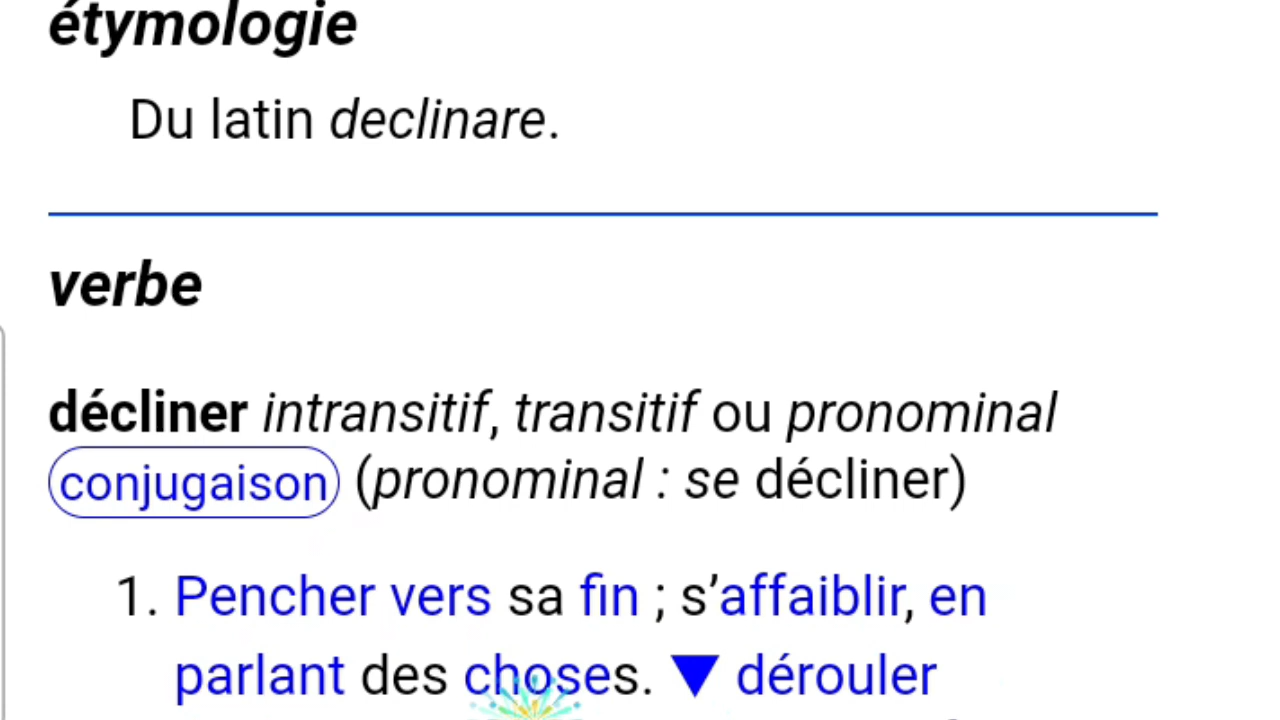 étymologie
Du latin declinare.
verbe
décliner intransitif, transitif ou pronominal
conjugaison (pronominal : se décliner)
1. Pencher vers sa fin ; s’affaiblir, en
parlant des choses. ▼ dérouler